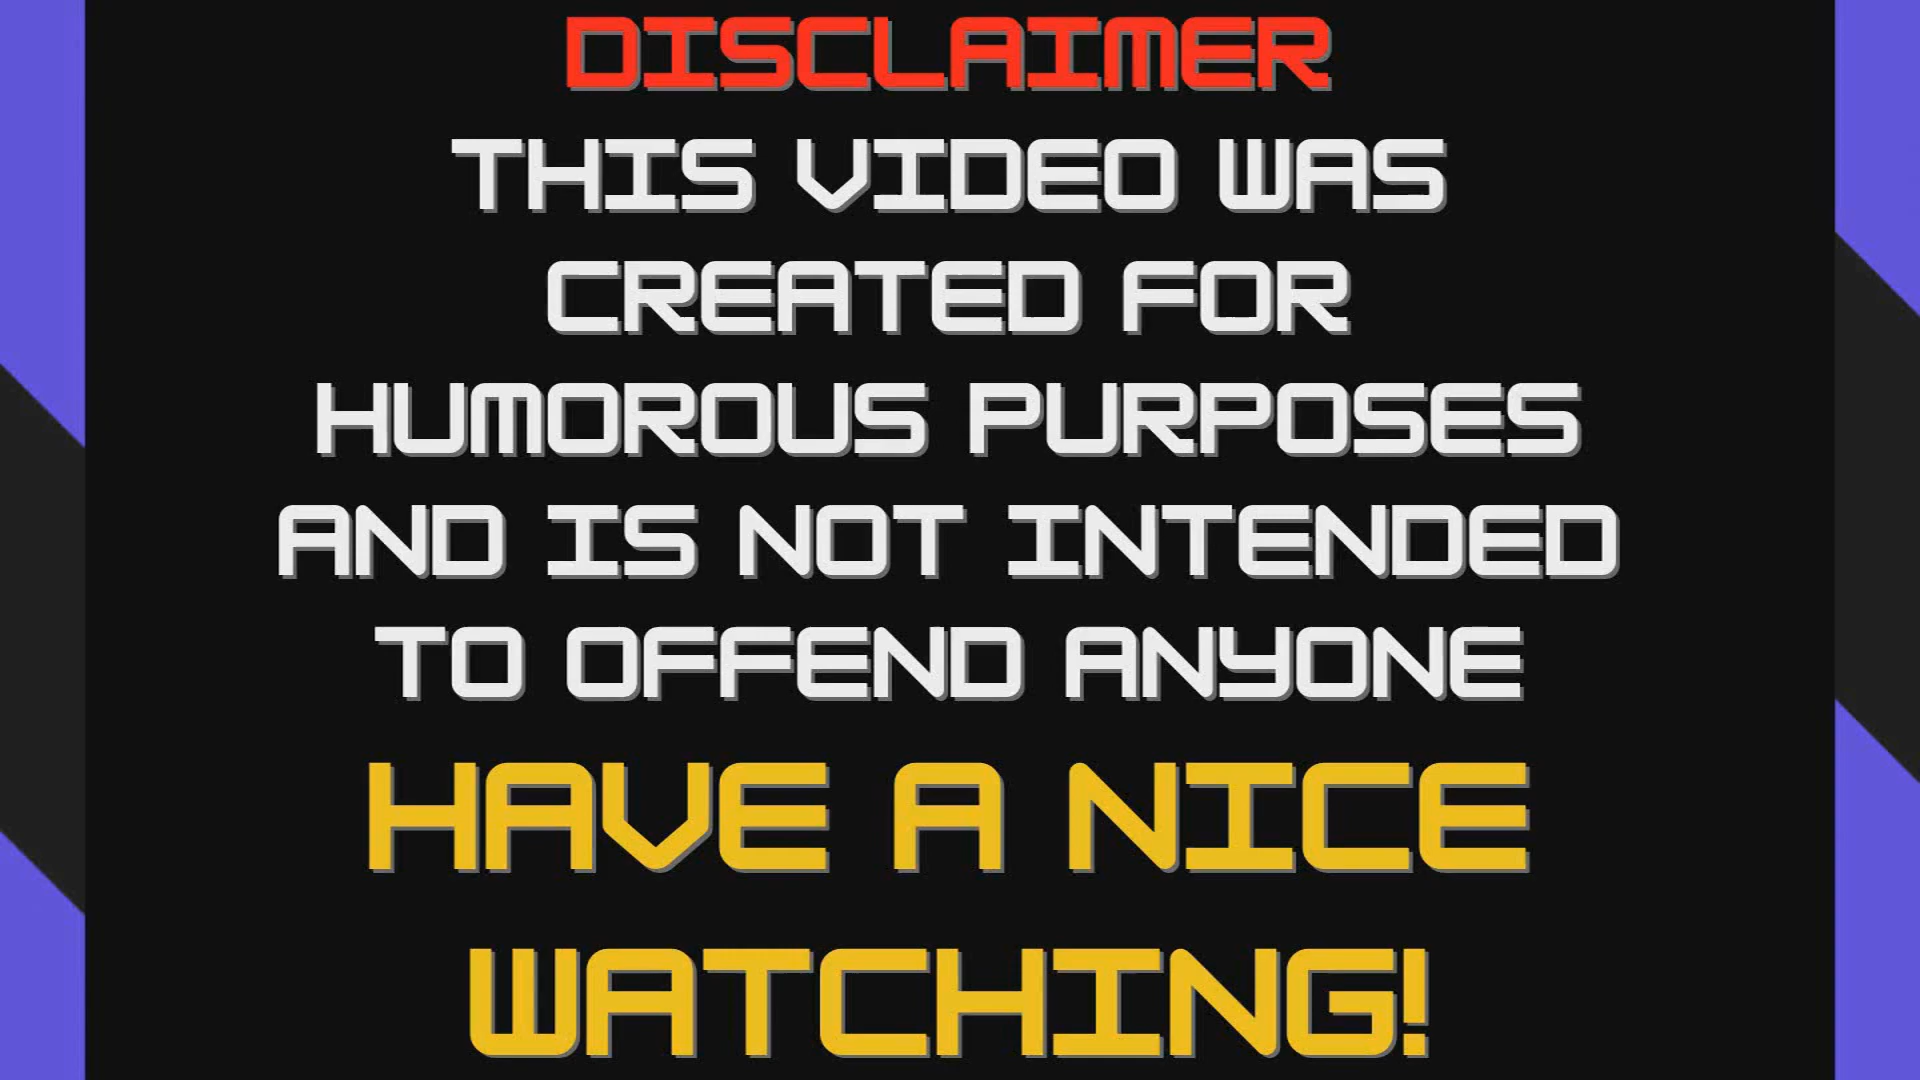 DISCLAIMER
THIS VIDEO WAS
CREATED FOR
HUMOROUS PURPOSES
AND IS NOT INTENDED
TO OFFEND ANYONE
HAVE A NICE
WATCHING!